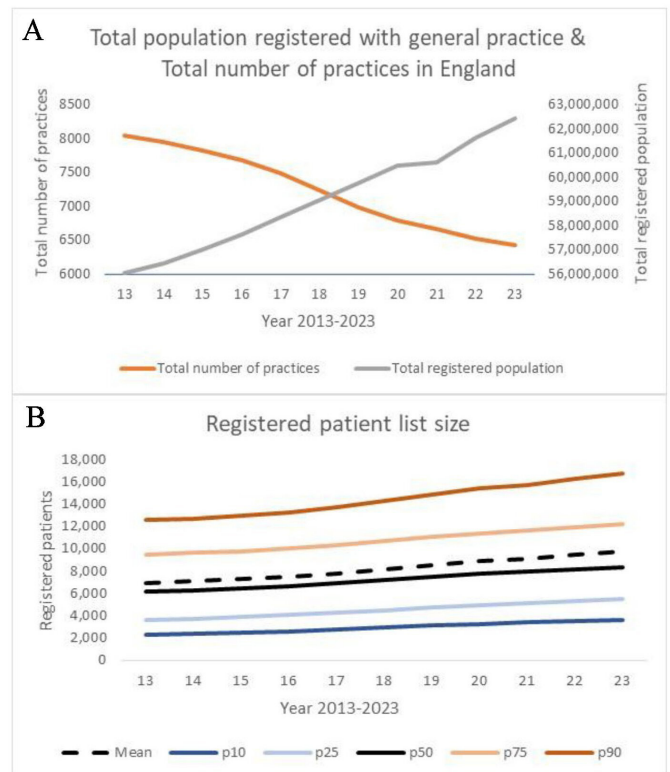 A
Total population registered with general practice &
Total number of practices in England
Total number of practices
8500
8000
7500
7000
6500
6000
63,000,000
62,000,000
61,000,000
60,000,000
59,000,000
58,000,000
57,000,000
56,000,000
Total registered population
13 14 15 16 17 18 19 20 21 22 23
Year 2013-2023
Total number of practices Total registered population
B
Registered patient list size
Registered patients
18,000
16,000
14,000
12,000
10,000
8,000
6,000
4,000
2,000
0
13 14 15 16 17 18 19 20 21 22 23
Year 2013-2023
Mean p10 p25 p50 p75 p90